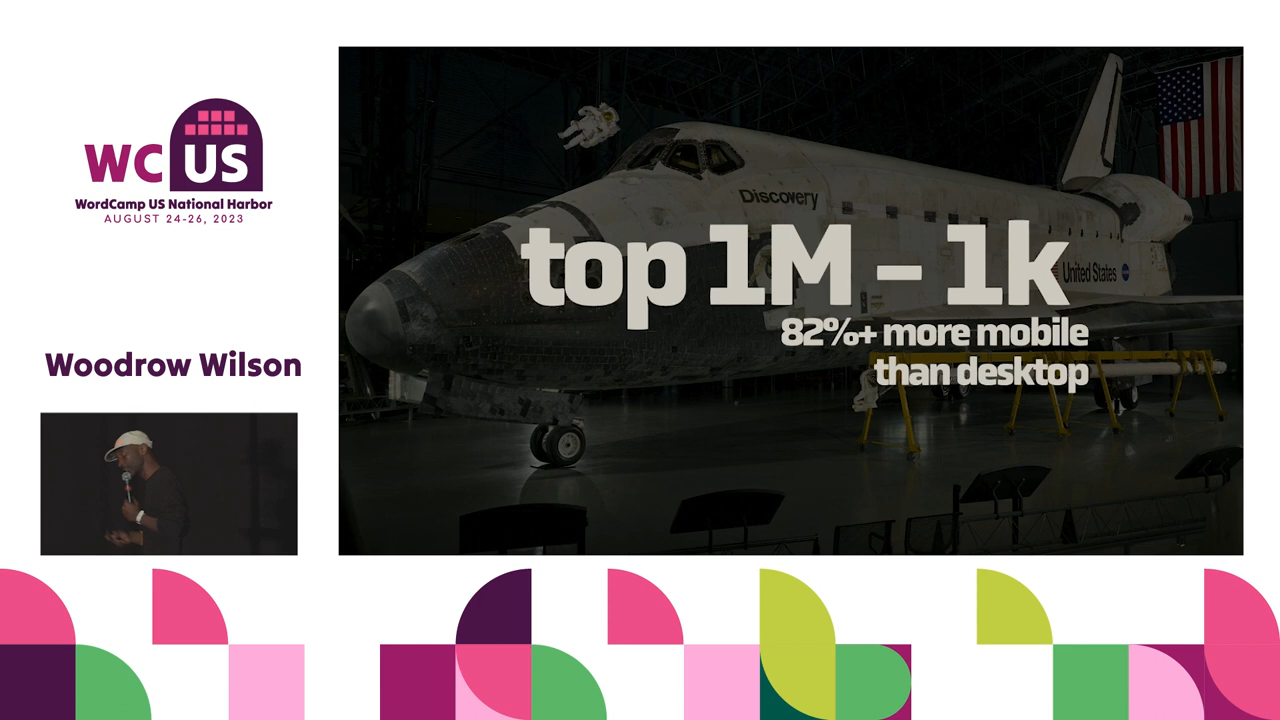 WC US
WordCamp US National Harbor
AUGUST 24-26, 2023
Woodrow Wilson
Discovery
top 1M – 1k
United States
82%+ more mobile
than desktop